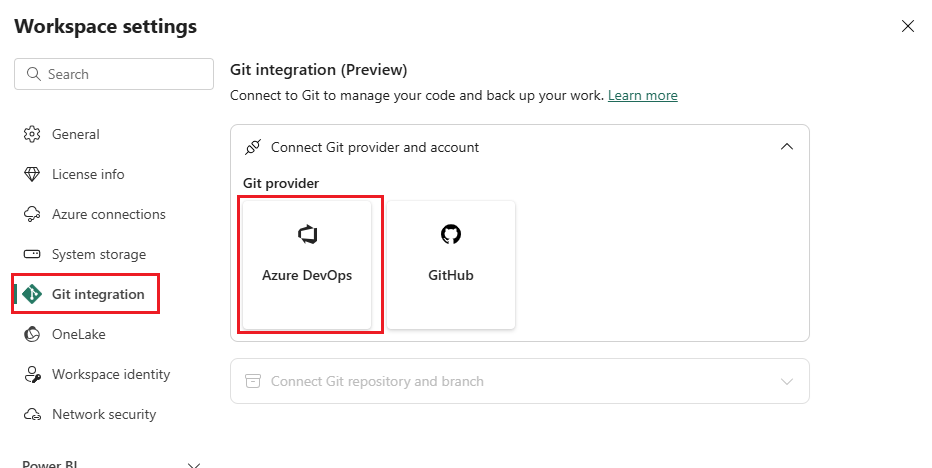 Workspace settings
Search
General
License info
Azure connections
System storage
Git integration
OneLake
Workspace identity
Network security
Power BI
Git integration (Preview)
Connect to Git to manage your code and back up your work. Learn more
Connect Git provider and account
Git provider
Azure DevOps
GitHub
Connect Git repository and branch